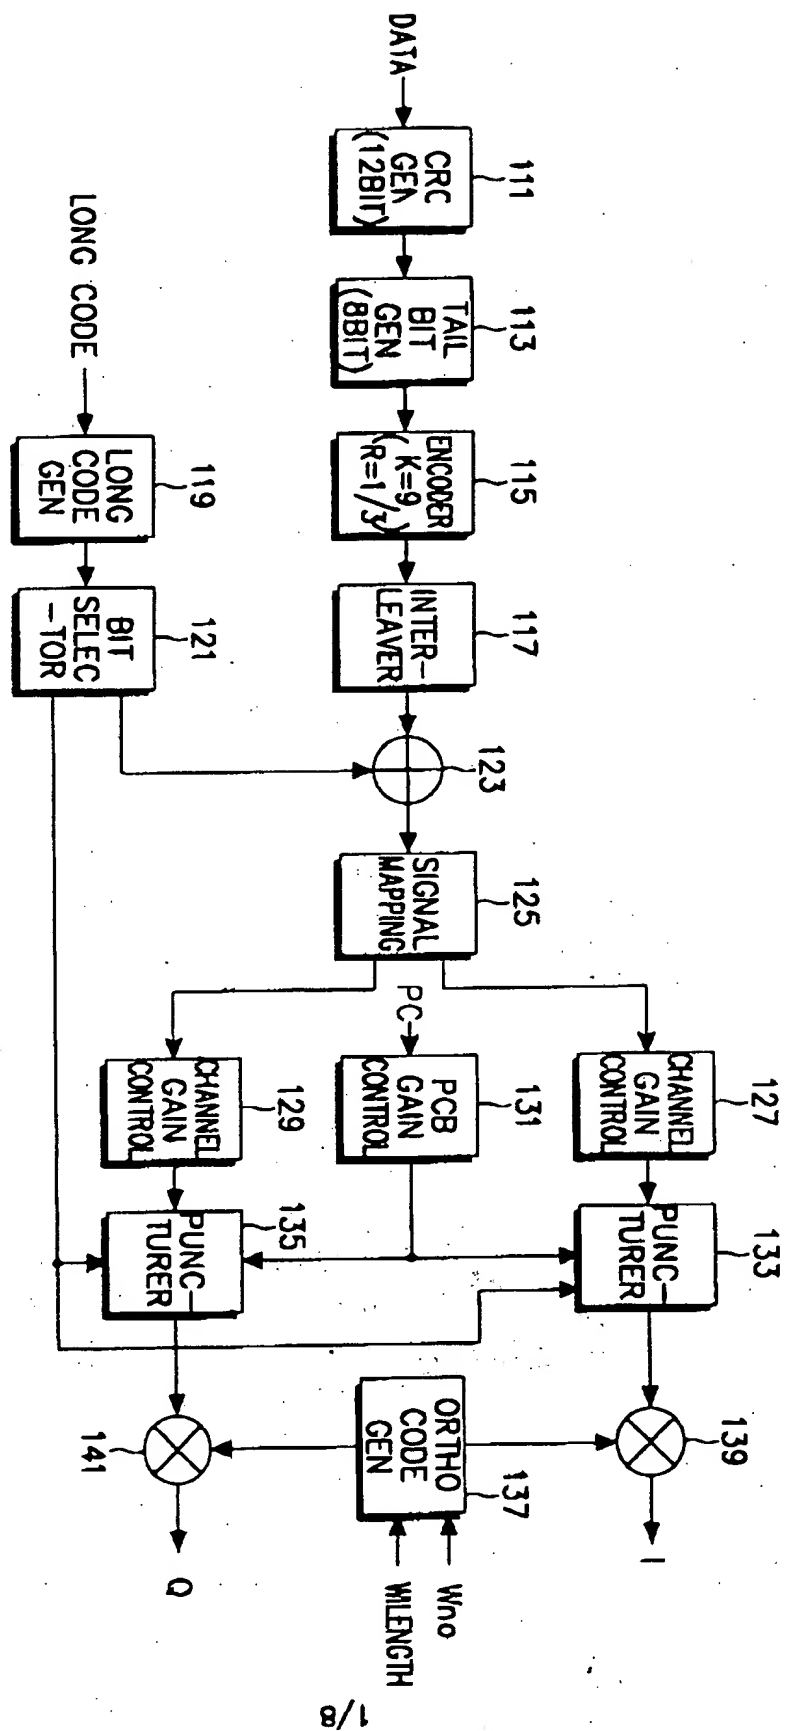 DATA
111
CRC
GEN
(12BIT)
113
TAIL
BIT
GEN
(8BIT)
115
ENCODER
(K=9
R=1/3)
117
INTER-
LEAVER
123
LONG CODE
119
LONG
CODE
GEN
121
BIT
SELEC
-TOR
125
SIGNAL
MAPPING
127
CHANNEL
GAIN
CONTROL
PC
131
PCB
GAIN
CONTROL
129
CHANNEL
GAIN
CONTROL
133
PUNC-
TURER
135
PUNC-
TURER
139
I
137
ORTHO
CODE
GEN
Wno
WLENGTH
141
Q
1/8